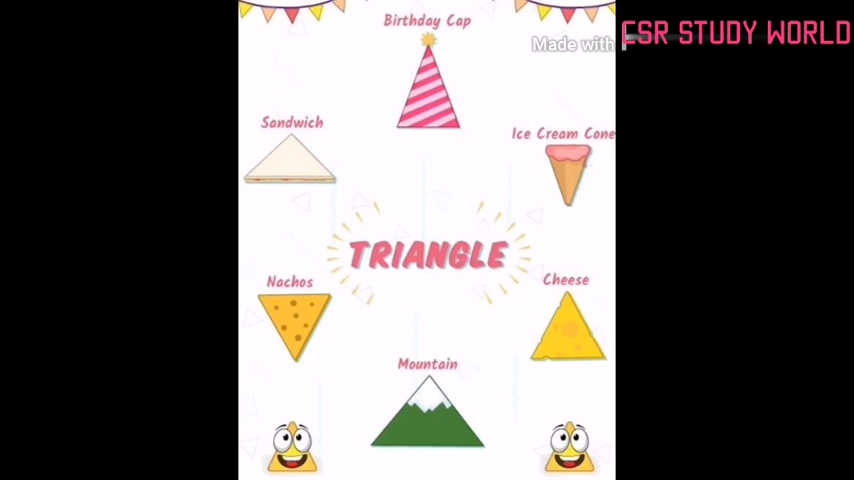 Birthday Cap
Made with
CSR STUDY WORLD
Sandwich
Ice Cream Cone
TRIANGLE
Nachos
Cheese
Mountain